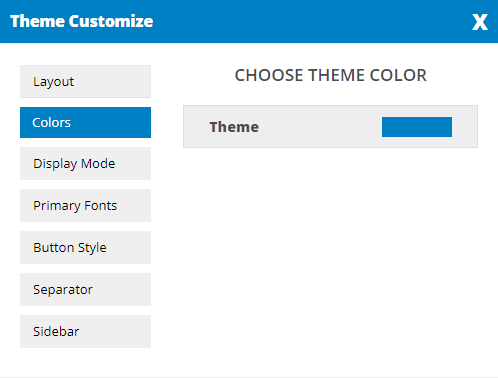 Theme Customize X
Layout
Colors
Display Mode
Primary Fonts
Button Style
Separator
Sidebar
CHOOSE THEME COLOR
Theme